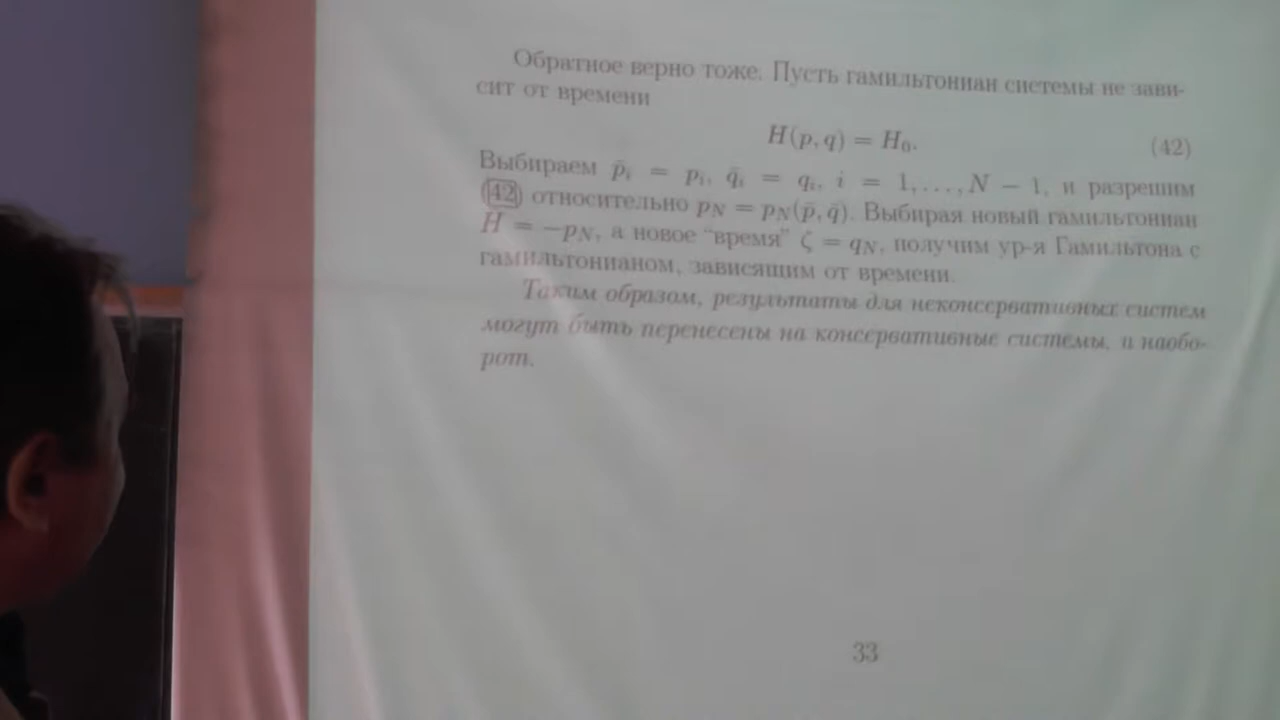 Обратное верно тоже. Пусть гамильтониан системы не зави-
сит от времени
H(p, q) = H₀. (42)
Выбираем p̄ᵢ = pᵢ, q̄ᵢ = qᵢ, i = 1, . . . , N − 1, и разрешим
(42) относительно p_N = p_N(p̄, q̄). Выбирая новый гамильтониан
H̄ = −p_N, а новое “время” ζ = q_N, получим ур-я Гамильтона с
гамильтонианом, зависящим от времени.
Таким образом, результаты для неконсервативных систем
могут быть перенесены на консервативные системы, и наобо-
рот.
33